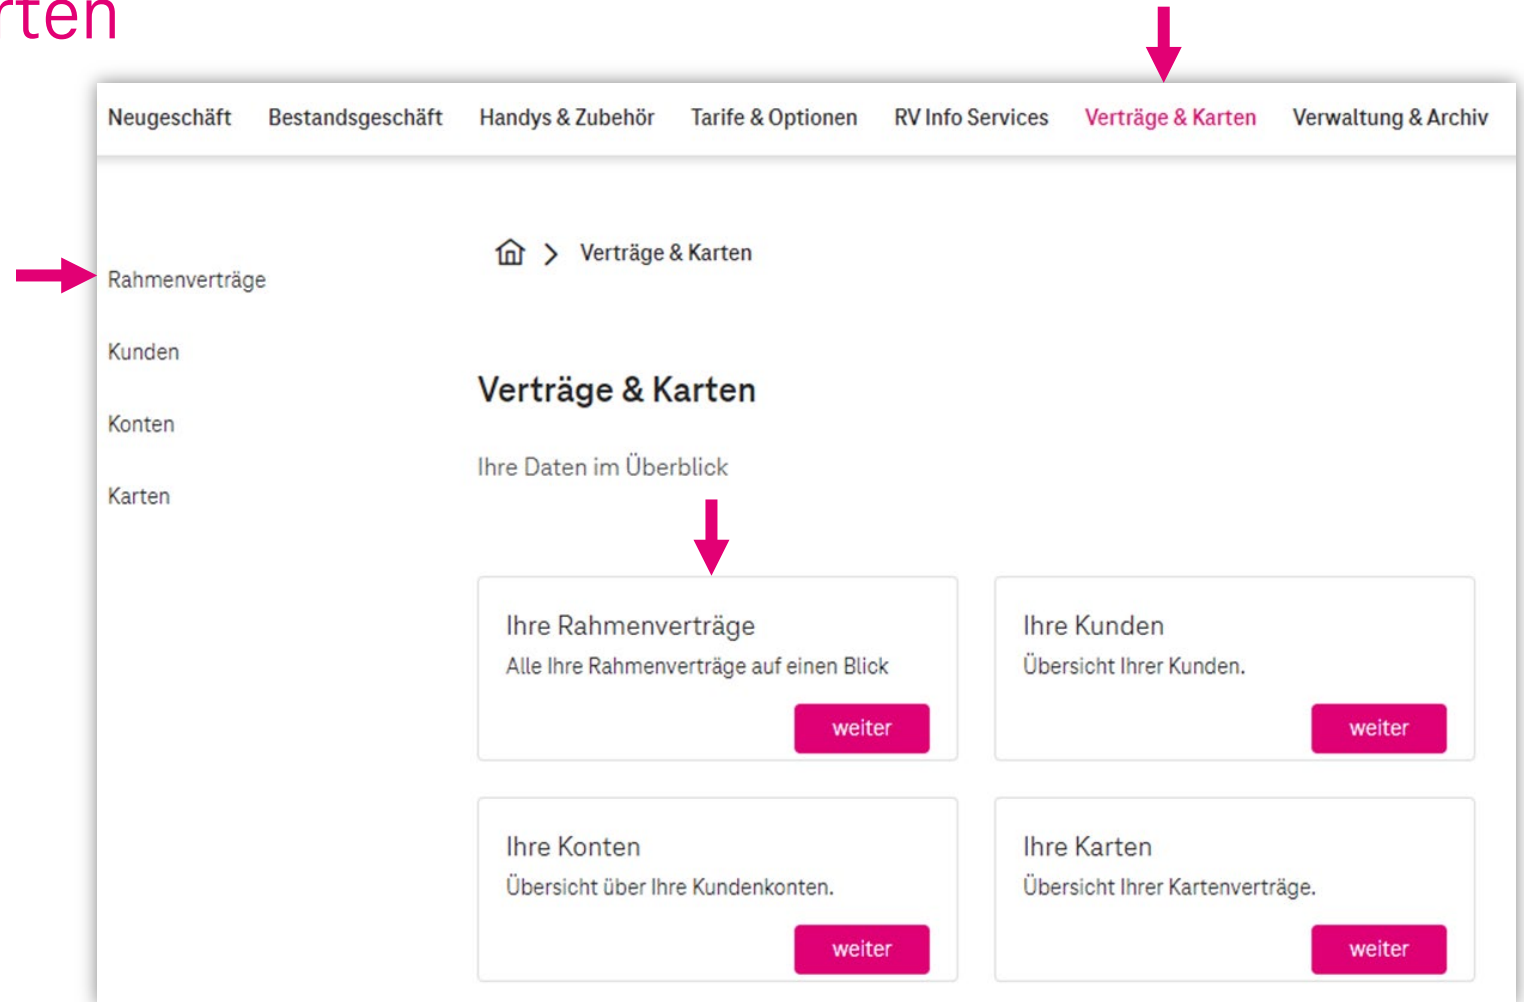 rten
Neugeschäft Bestandsgeschäft Handys & Zubehör Tarife & Optionen RV Info Services Verträge & Karten Verwaltung & Archiv
Verträge & Karten
Rahmenverträge
Kunden
Konten
Karten
Verträge & Karten
Ihre Daten im Überblick
Ihre Rahmenverträge
Alle Ihre Rahmenverträge auf einen Blick
weiter
Ihre Kunden
Übersicht Ihrer Kunden.
weiter
Ihre Konten
Übersicht über Ihre Kundenkonten.
weiter
Ihre Karten
Übersicht Ihrer Kartenverträge.
weiter